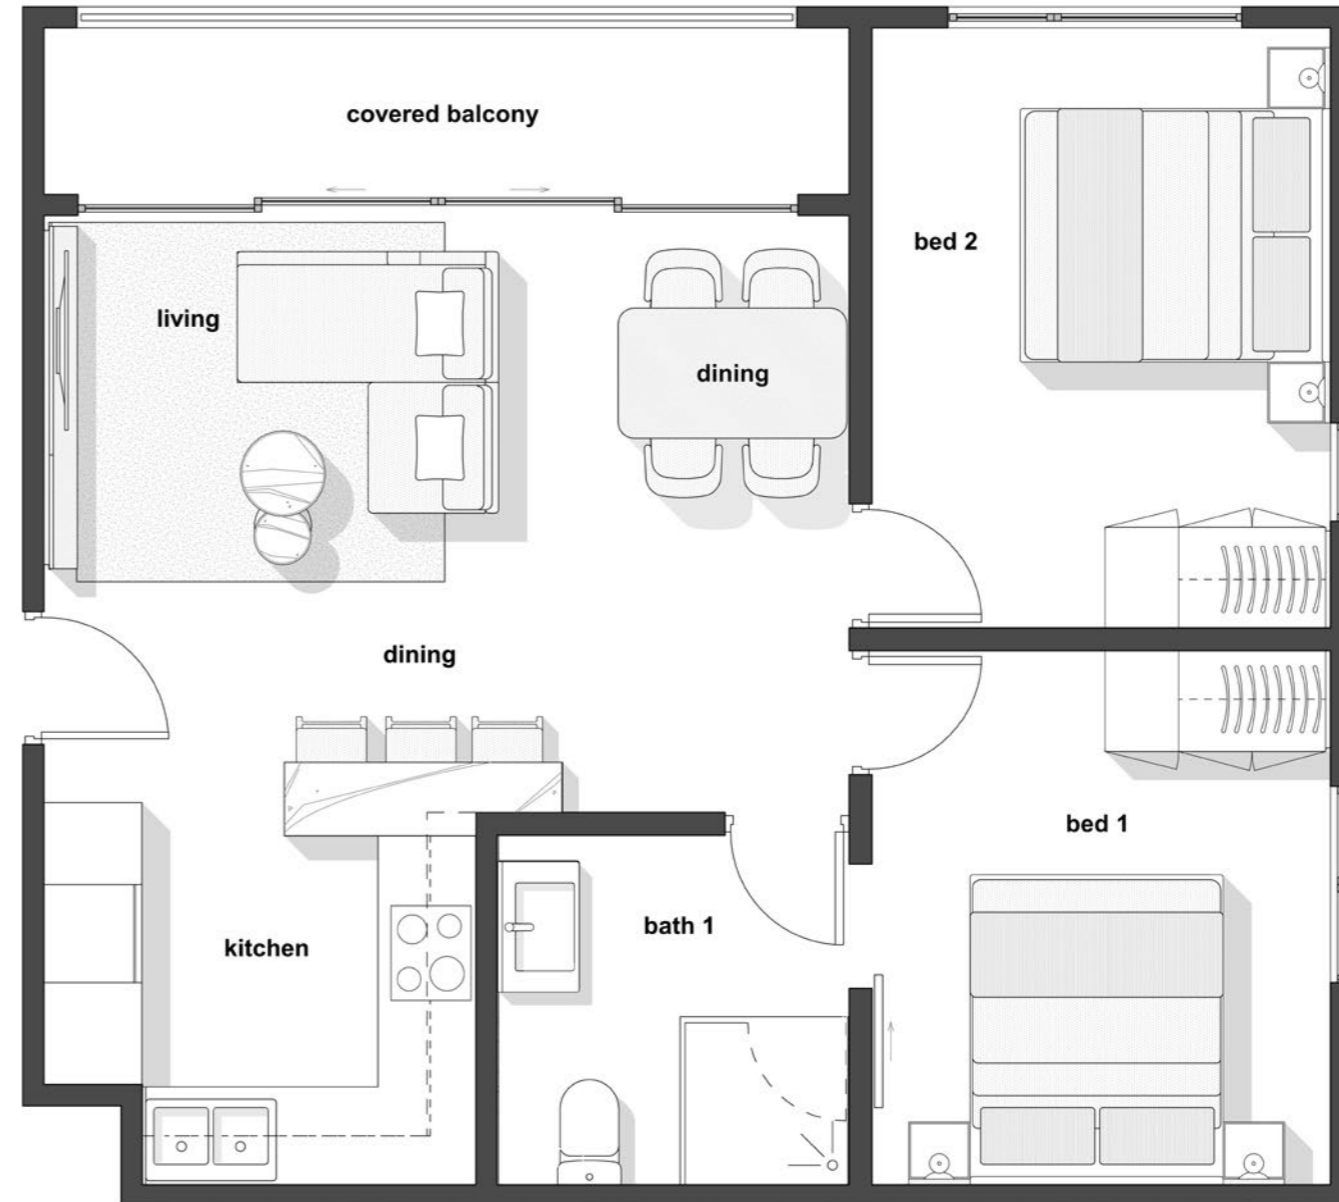 covered balcony
bed 2
living
dining
dining
bed 1
bath 1
kitchen